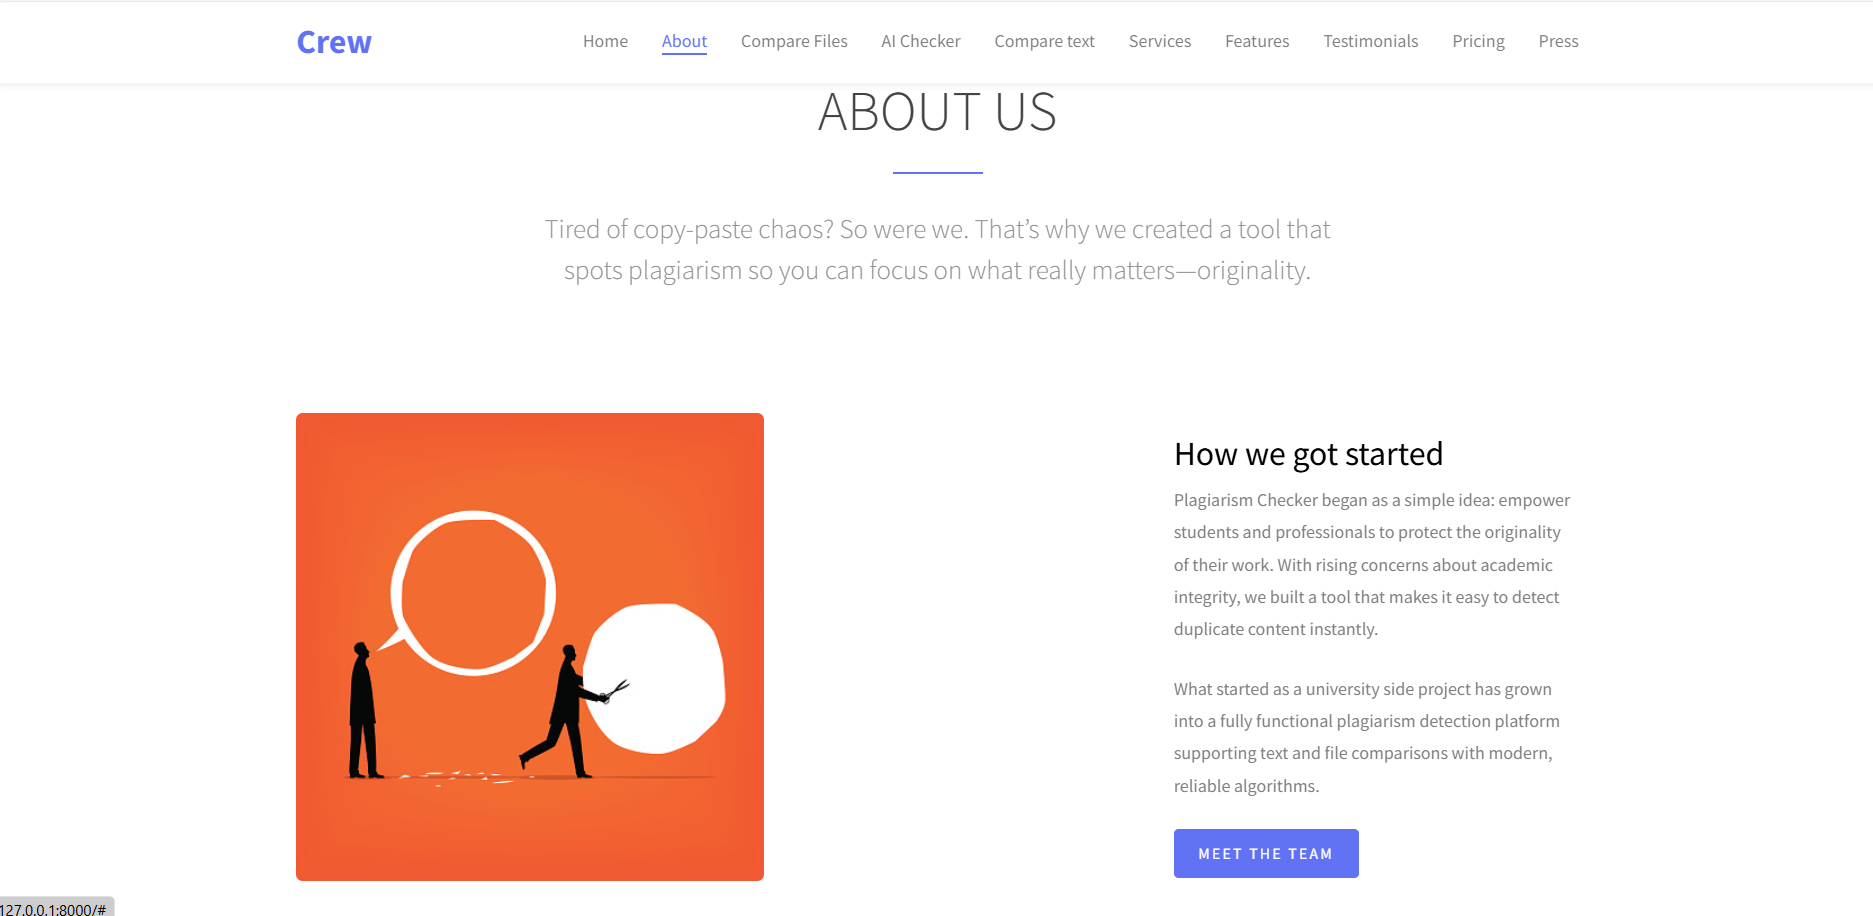 Crew
Home About Compare Files AI Checker Compare text Services Features Testimonials Pricing Press
ABOUT US
Tired of copy-paste chaos? So were we. That’s why we created a tool that
spots plagiarism so you can focus on what really matters—originality.
How we got started
Plagiarism Checker began as a simple idea: empower
students and professionals to protect the originality
of their work. With rising concerns about academic
integrity, we built a tool that makes it easy to detect
duplicate content instantly.
What started as a university side project has grown
into a fully functional plagiarism detection platform
supporting text and file comparisons with modern,
reliable algorithms.
MEET THE TEAM
127.0.0.1:8000/#